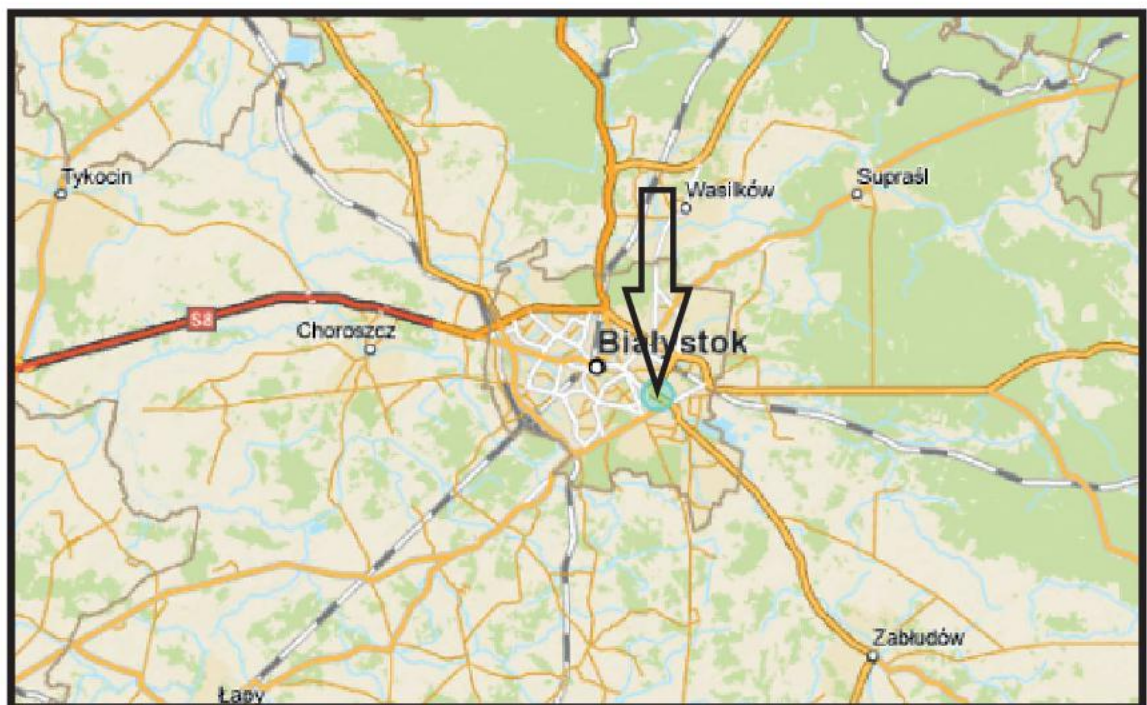 Tykocin
Wasilków
Supraśl
S8
Choroszcz
Białystok
Zabłudów
Łapy